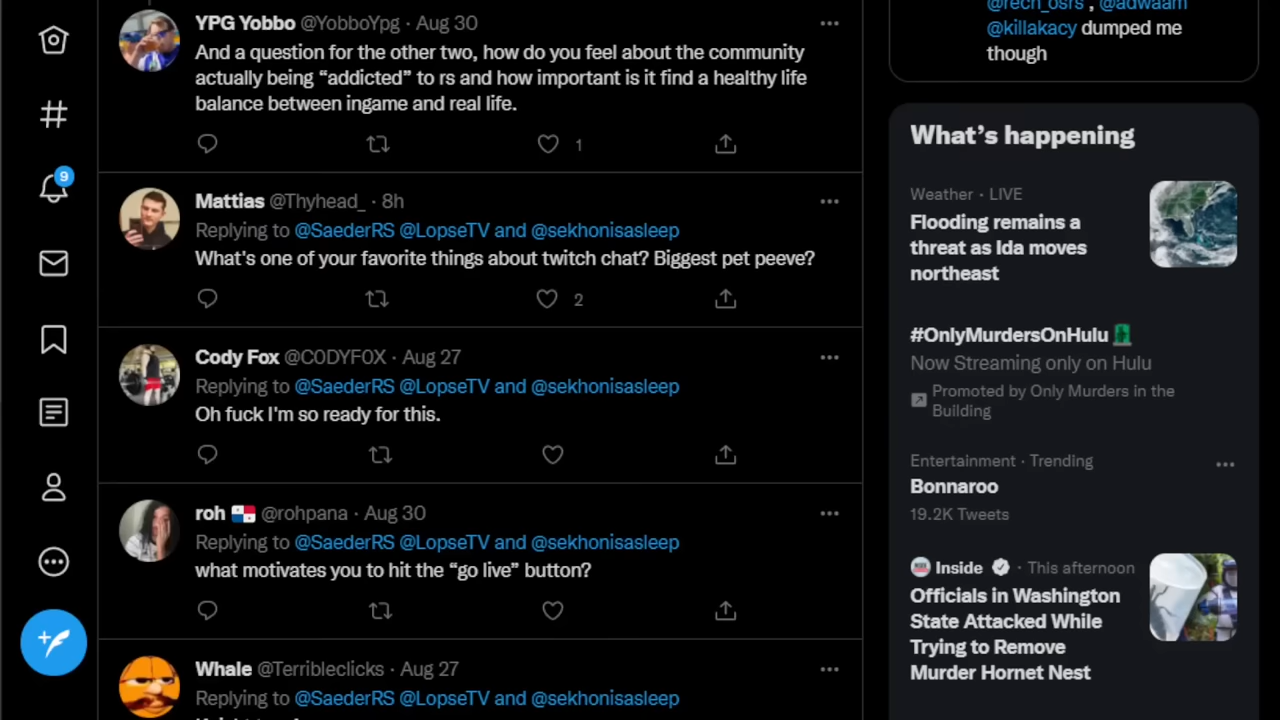 YPG Yobbo @YobboYpg · Aug 30
And a question for the other two, how do you feel about the community
actually being “addicted” to rs and how important is it find a healthy life
balance between ingame and real life.
1
9
Mattias @Thyhead_ · 8h
Replying to @SaederRS @LopseTV and @sekhonisasleep
What's one of your favorite things about twitch chat? Biggest pet peeve?
2
Cody Fox @C0DYF0X · Aug 27
Replying to @SaederRS @LopseTV and @sekhonisasleep
Oh fuck I'm so ready for this.
roh @rohpana · Aug 30
Replying to @SaederRS @LopseTV and @sekhonisasleep
what motivates you to hit the “go live” button?
Whale @Terribleclicks · Aug 27
Replying to @SaederRS @LopseTV and @sekhonisasleep
@rech_osrs , @adwaam
@killakacy dumped me
though
What's happening
Weather · LIVE
Flooding remains a
threat as Ida moves
northeast
#OnlyMurdersOnHulu
Now Streaming only on Hulu
Promoted by Only Murders in the
Building
Entertainment · Trending
Bonnaroo
19.2K Tweets
Inside · This afternoon
Officials in Washington
State Attacked While
Trying to Remove
Murder Hornet Nest